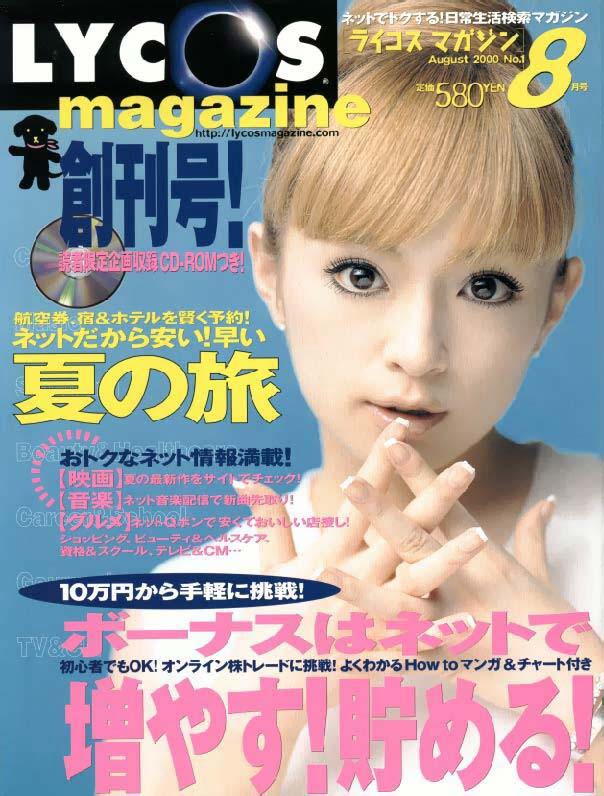 LYCOS
magazine
http://lycosmagazine.com
ネットでトクする!日常生活検索マガジン
ライコス マガジン
August 2000 No.1
定価580YEN
8月号
創刊号!
読者限定企画収録CD-ROMつき!
航空券、宿&ホテルを賢く予約!
ネットだから安い!早い
夏の旅
おトクなネット情報満載!
【映画】夏の最新作をサイトでチェック!
【音楽】ネット音楽配信で新曲先取り!
【グルメ】ネットクーポンで安くておいしい店探し!
ショッピング、ビューティ&ヘルスケア、
資格&スクール、テレビ&CM…
10万円から手軽に挑戦!
ボーナスはネットで
初心者でもOK! オンライン株トレードに挑戦! よくわかるHow toマンガ&チャート付き
増やす!貯める!